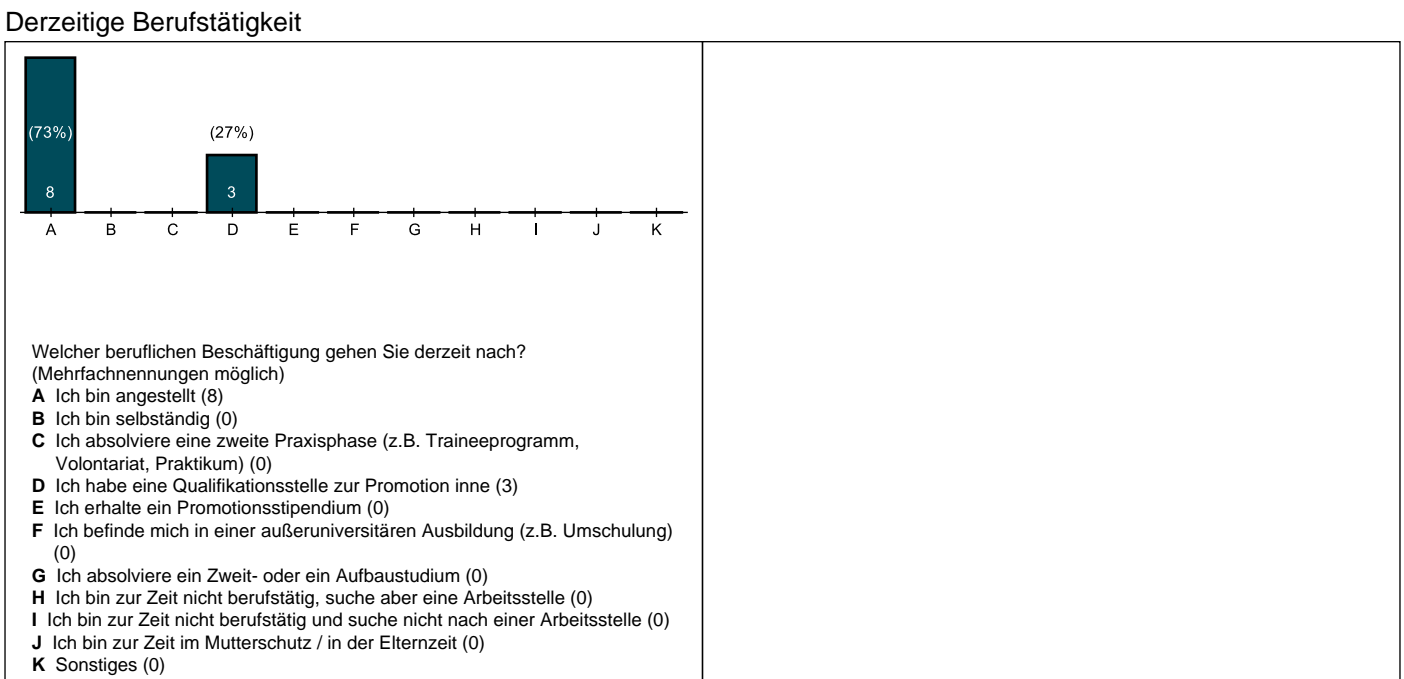 Derzeitige Berufstätigkeit
(73%)
(27%)
8
3
A B C D E F G H I J K
Welcher beruflichen Beschäftigung gehen Sie derzeit nach?
(Mehrfachnennungen möglich)
A Ich bin angestellt (8)
B Ich bin selbständig (0)
C Ich absolviere eine zweite Praxisphase (z.B. Traineeprogramm,
Volontariat, Praktikum) (0)
D Ich habe eine Qualifikationsstelle zur Promotion inne (3)
E Ich erhalte ein Promotionsstipendium (0)
F Ich befinde mich in einer außeruniversitären Ausbildung (z.B. Umschulung)
(0)
G Ich absolviere ein Zweit- oder ein Aufbaustudium (0)
H Ich bin zur Zeit nicht berufstätig, suche aber eine Arbeitsstelle (0)
I Ich bin zur Zeit nicht berufstätig und suche nicht nach einer Arbeitsstelle (0)
J Ich bin zur Zeit im Mutterschutz / in der Elternzeit (0)
K Sonstiges (0)